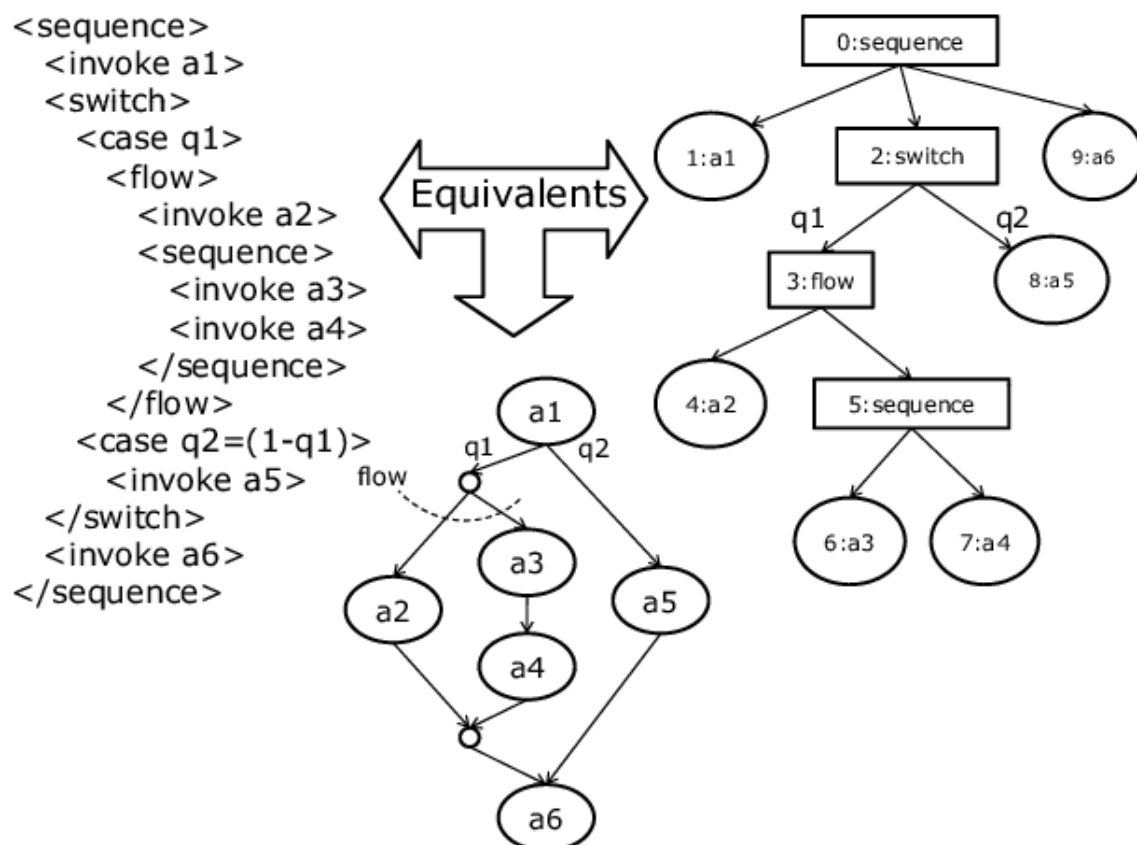 <sequence>
<invoke a1>
<switch>
<case q1>
<flow>
<invoke a2>
<sequence>
<invoke a3>
<invoke a4>
</sequence>
</flow>
<case q2=(1-q1)>
<invoke a5>
</switch>
<invoke a6>
</sequence>
Equivalents
0:sequence
1:a1
2:switch
9:a6
q1
q2
3:flow
8:a5
4:a2
5:sequence
6:a3
7:a4
a1
q1
q2
flow
a3
a2
a5
a4
a6